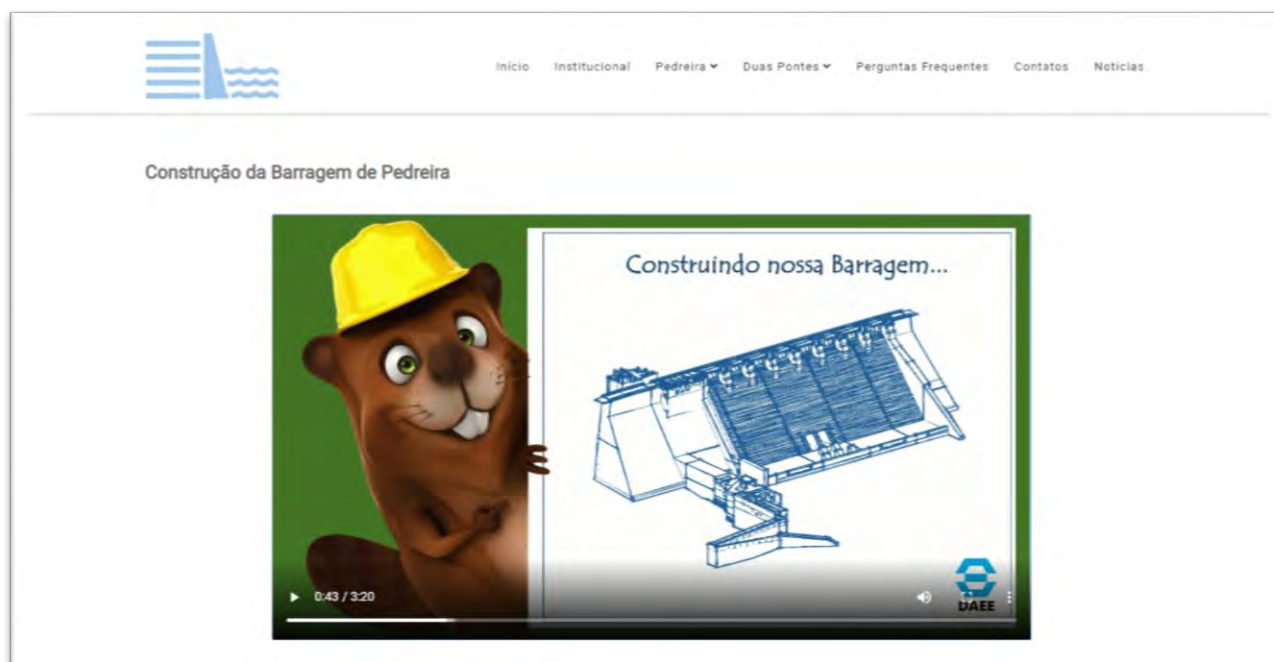 Início Institucional Pedreira Duas Pontes Perguntas Frequentes Contatos Notícias
Construção da Barragem de Pedreira
Construindo nossa Barragem...
DAEE
0:43 / 3:20